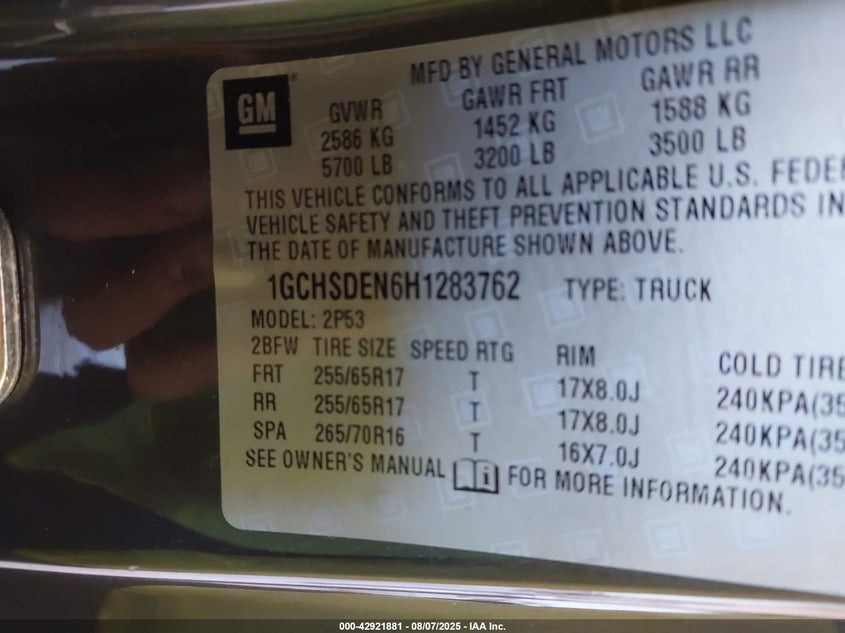 MFD BY GENERAL MOTORS LLC
GM
GVWR GAWR FRT GAWR RR
2586 KG 1452 KG 1588 KG
5700 LB 3200 LB 3500 LB
THIS VEHICLE CONFORMS TO ALL APPLICABLE U.S. FEDER
VEHICLE SAFETY AND THEFT PREVENTION STANDARDS IN
THE DATE OF MANUFACTURE SHOWN ABOVE.
1GCHSDEN6H1283762 TYPE: TRUCK
MODEL: 2P53
2BFW TIRE SIZE SPEED RTG RIM COLD TIRE
FRT 255/65R17 T 17X8.0J 240KPA(35
RR 255/65R17 T 17X8.0J 240KPA(35
SPA 265/70R16 T 16X7.0J 240KPA(35
SEE OWNER'S MANUAL i FOR MORE INFORMATION.
000-42921881 - 08/07/2025 - IAA Inc.